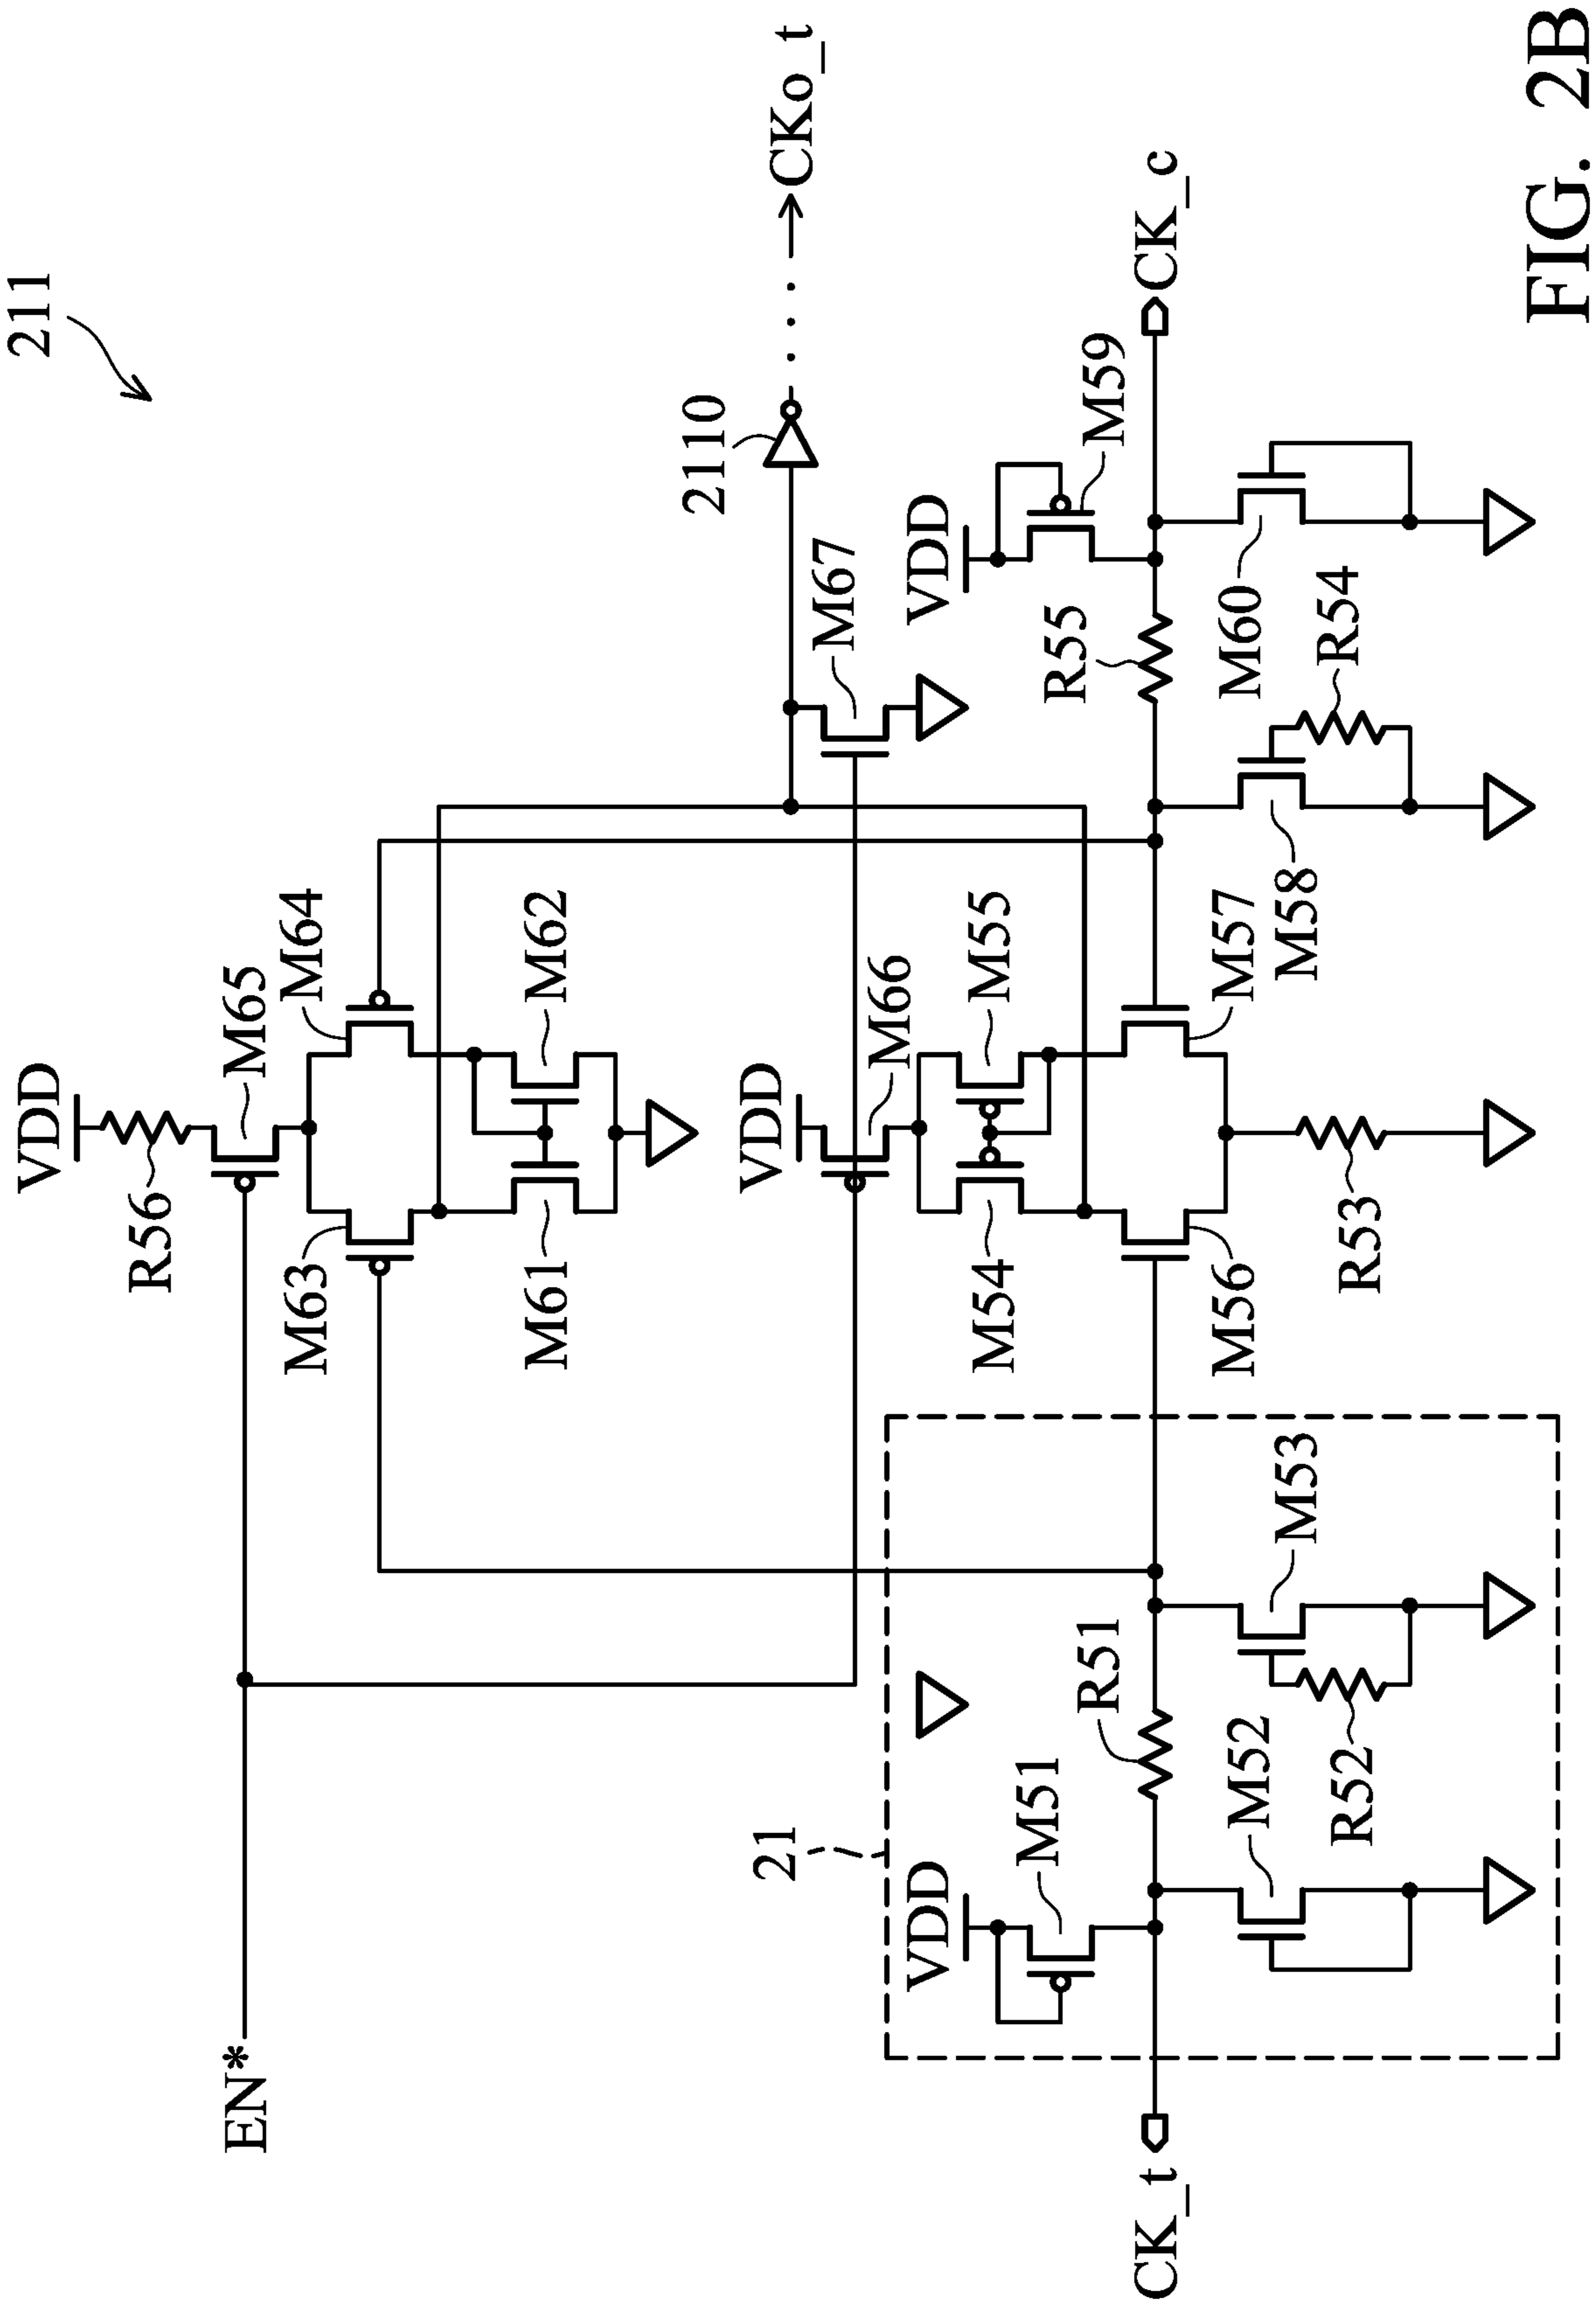 211
VDD
R56
M65
EN*
M63
M64
M61
M62
2110
CKo_t
VDD
M66
M67
M54
M55
21
VDD
M51
R51
VDD
M59
R55
CK_t
CK_c
M52
R52
M53
M56
M57
R53
M58
R54
M60
FIG. 2B